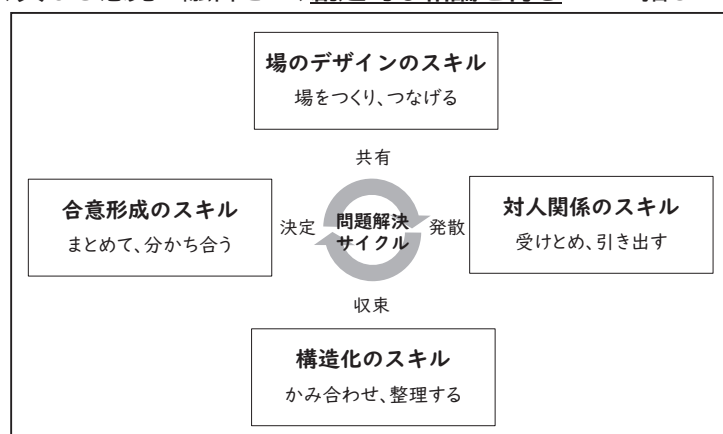 場のデザインのスキル
場をつくり、つなげる
共有
合意形成のスキル
まとめて、分かち合う
決定
問題解決
サイクル
発散
対人関係のスキル
受けとめ、引き出す
収束
構造化のスキル
かみ合わせ、整理する